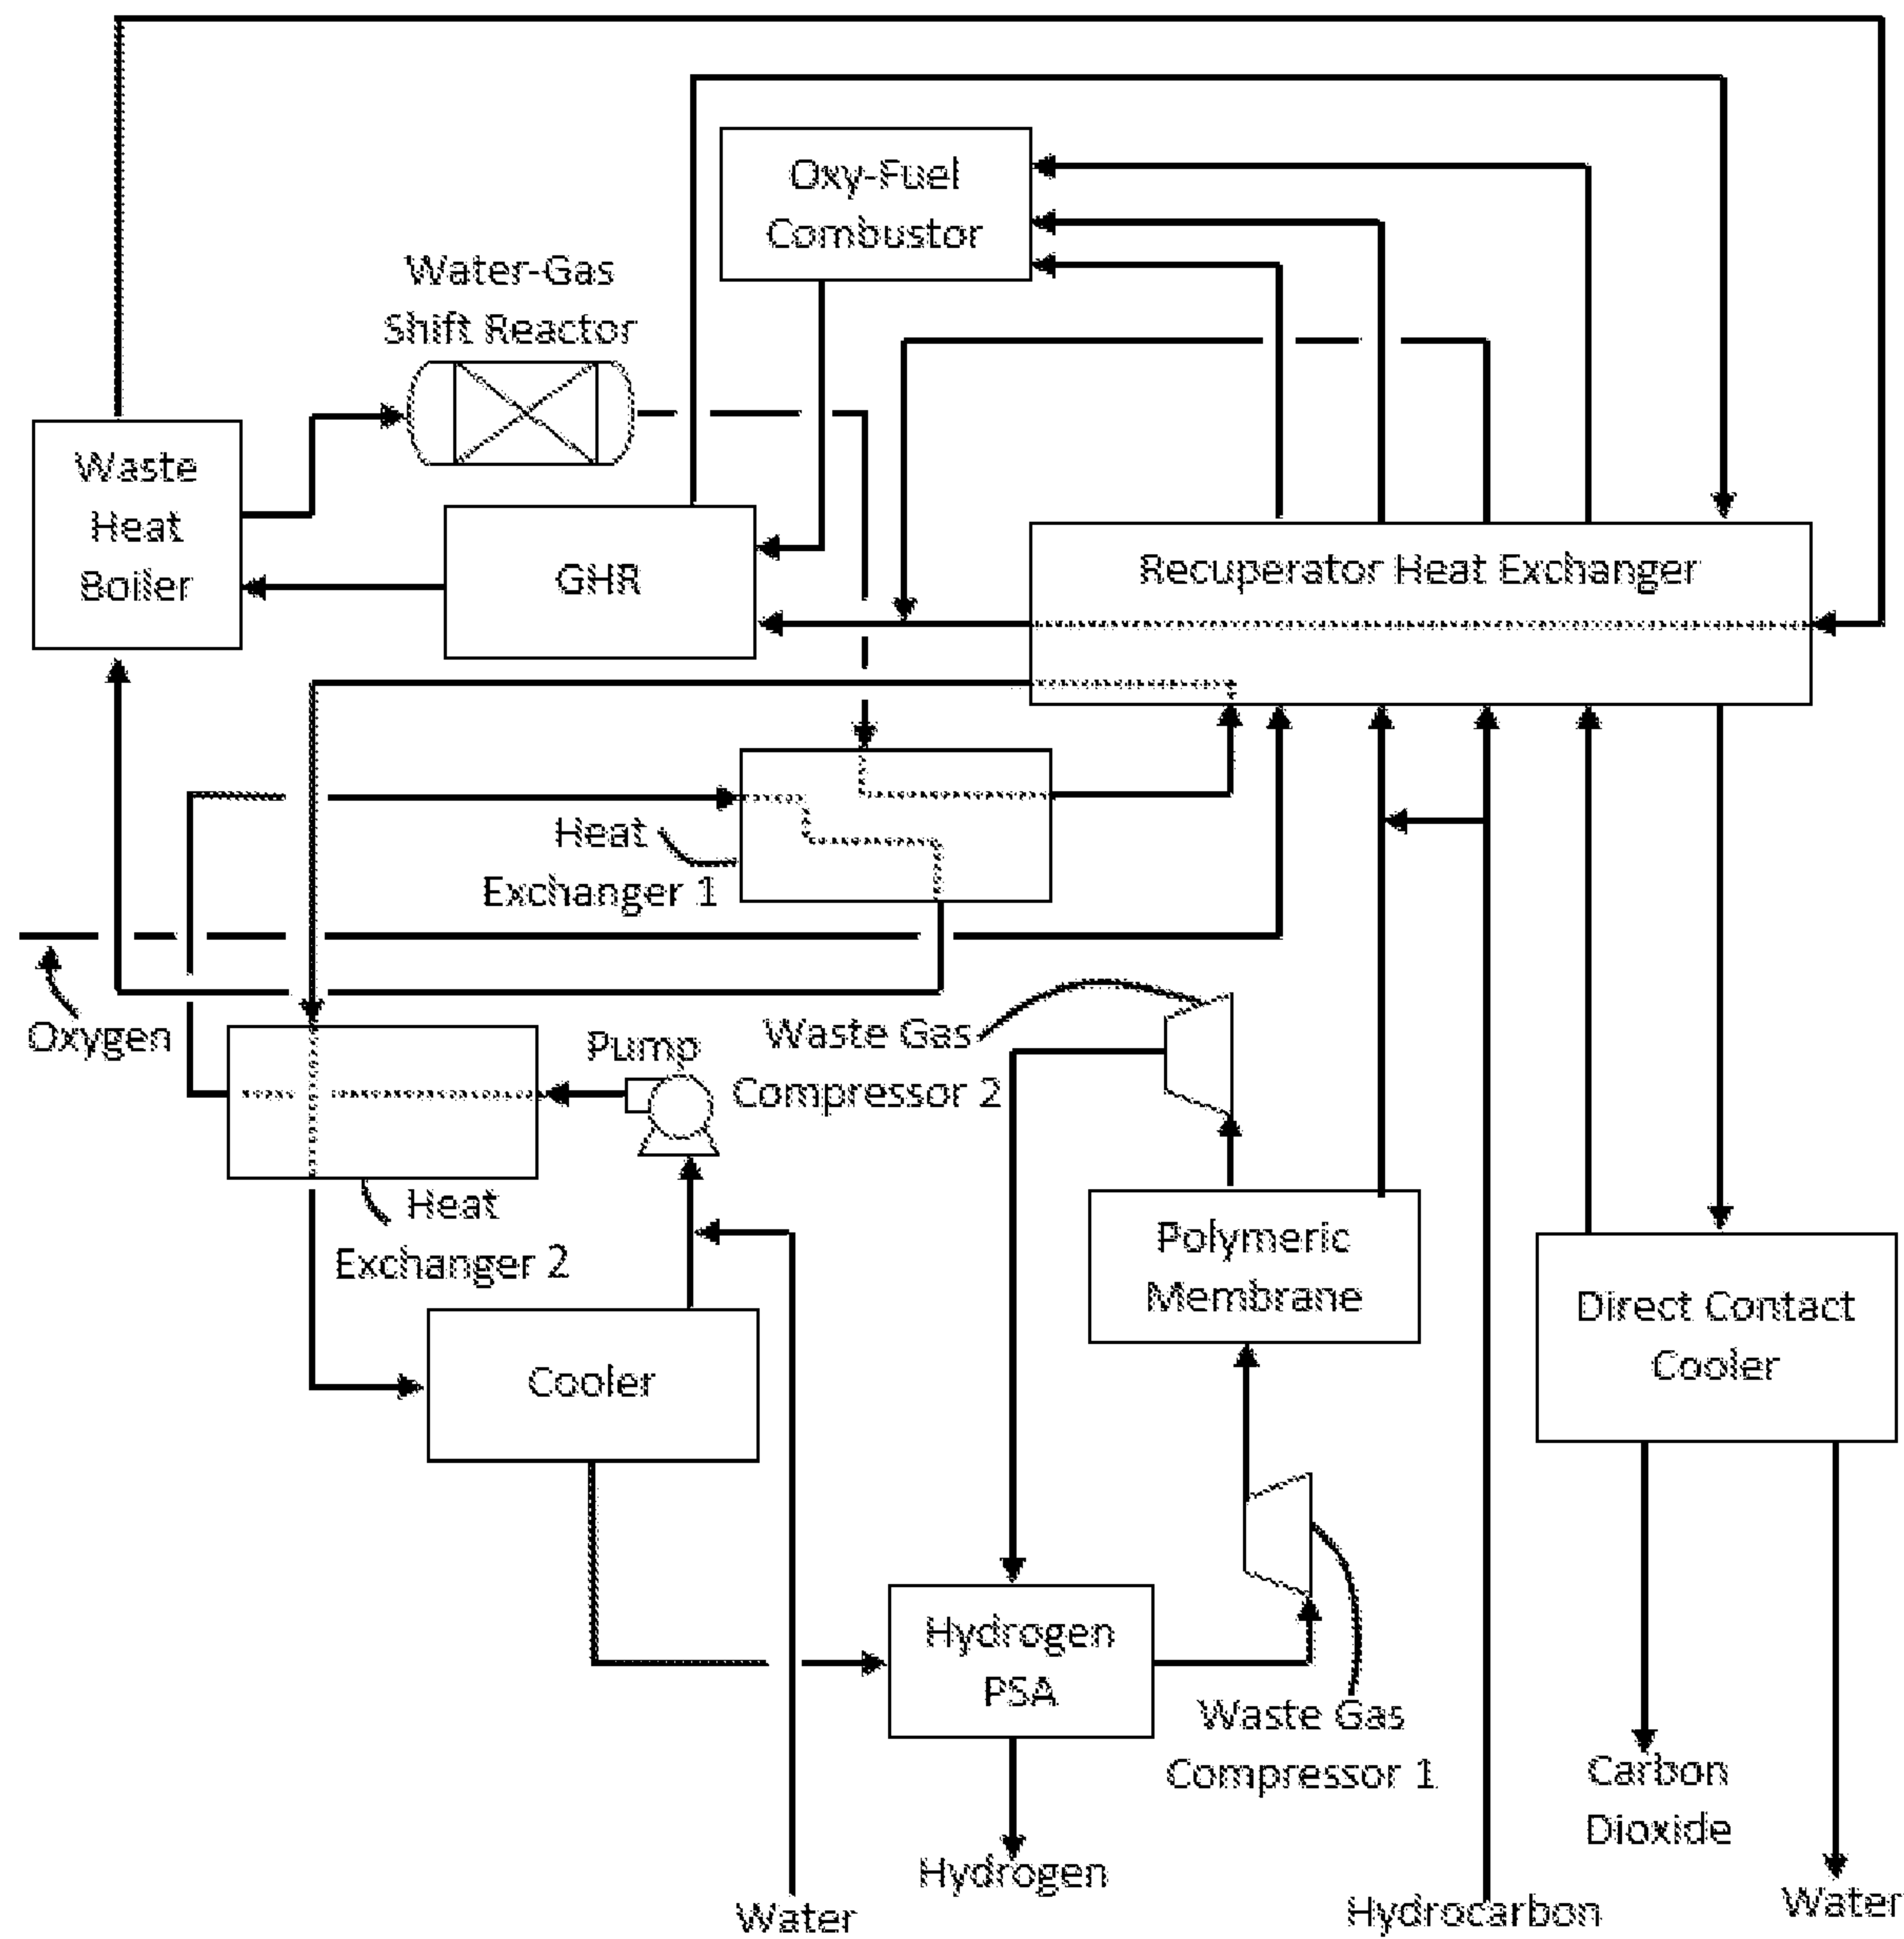 Oxy-Fuel
Combustor
Water-Gas
Shift Reactor
Waste
Heat
Boiler
GHR
Recuperator Heat Exchanger
Heat
Exchanger 1
Oxygen
Pump
Waste Gas
Compressor 2
Heat
Exchanger 2
Polymeric
Membrane
Direct Contact
Cooler
Cooler
Hydrogen
PSA
Waste Gas
Compressor 1
Carbon
Dioxide
Hydrogen
Water
Hydrocarbon
Water